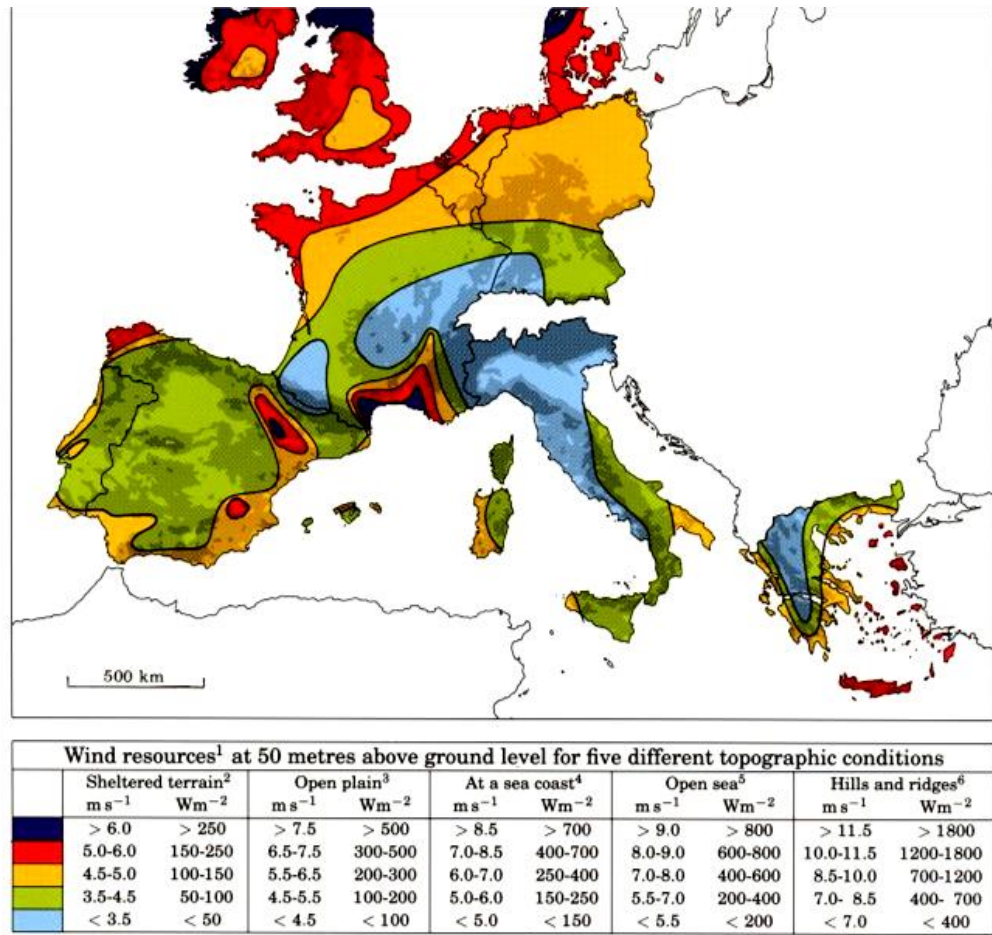 500 km
Wind resources¹ at 50 metres above ground level for five different topographic conditions
Sheltered terrain² Open plain³ At a sea coast⁴ Open sea⁵ Hills and ridges⁶
m s⁻¹ Wm⁻² m s⁻¹ Wm⁻² m s⁻¹ Wm⁻² m s⁻¹ Wm⁻² m s⁻¹ Wm⁻²
> 6.0 > 250 > 7.5 > 500 > 8.5 > 700 > 9.0 > 800 > 11.5 > 1800
5.0-6.0 150-250 6.5-7.5 300-500 7.0-8.5 400-700 8.0-9.0 600-800 10.0-11.5 1200-1800
4.5-5.0 100-150 5.5-6.5 200-300 6.0-7.0 250-400 7.0-8.0 400-600 8.5-10.0 700-1200
3.5-4.5 50-100 4.5-5.5 100-200 5.0-6.0 150-250 5.5-7.0 200-400 7.0- 8.5 400- 700
< 3.5 < 50 < 4.5 < 100 < 5.0 < 150 < 5.5 < 200 < 7.0 < 400